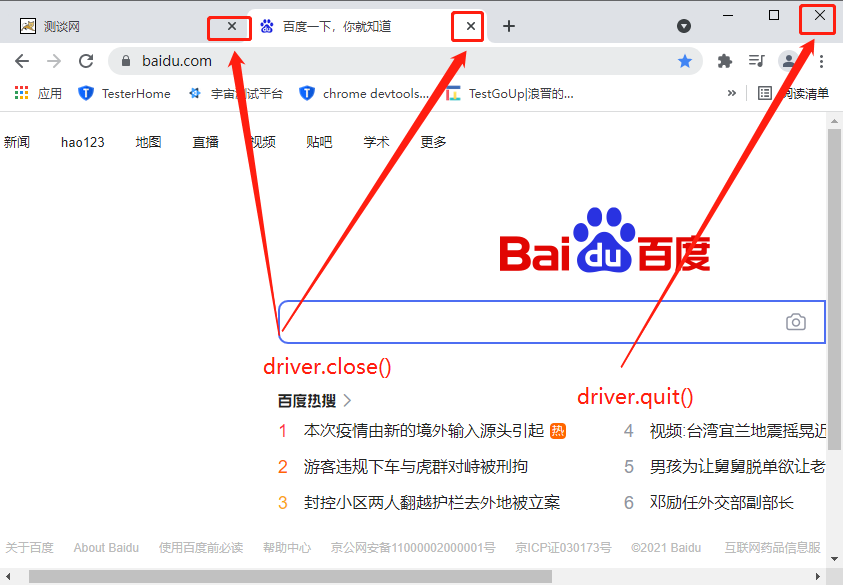 测谈网
百度一下，你就知道
baidu.com
应用
TesterHome
宇宙测试平台
chrome devtools...
TestGoUp|浪晋的...
»
阅读清单
新闻
hao123
地图
直播
视频
贴吧
学术
更多
Bai du 百度
driver.close()
driver.quit()
百度热搜
1 本次疫情由新的境外输入源头引起 热
2 游客违规下车与虎群对峙被刑拘
3 封控小区两人翻越护栏去外地被立案
4 视频:台湾宜兰地震摇晃近
5 男孩为让舅舅脱单欲让老
6 邓励任外交部副部长
关于百度
About Baidu
使用百度前必读
帮助中心
京公网安备11000002000001号
京ICP证030173号
©2021 Baidu
互联网药品信息服